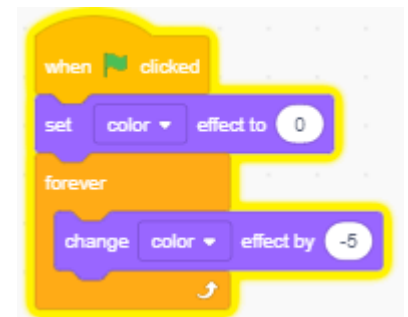 when clicked
set color effect to 0
forever
change color effect by -5